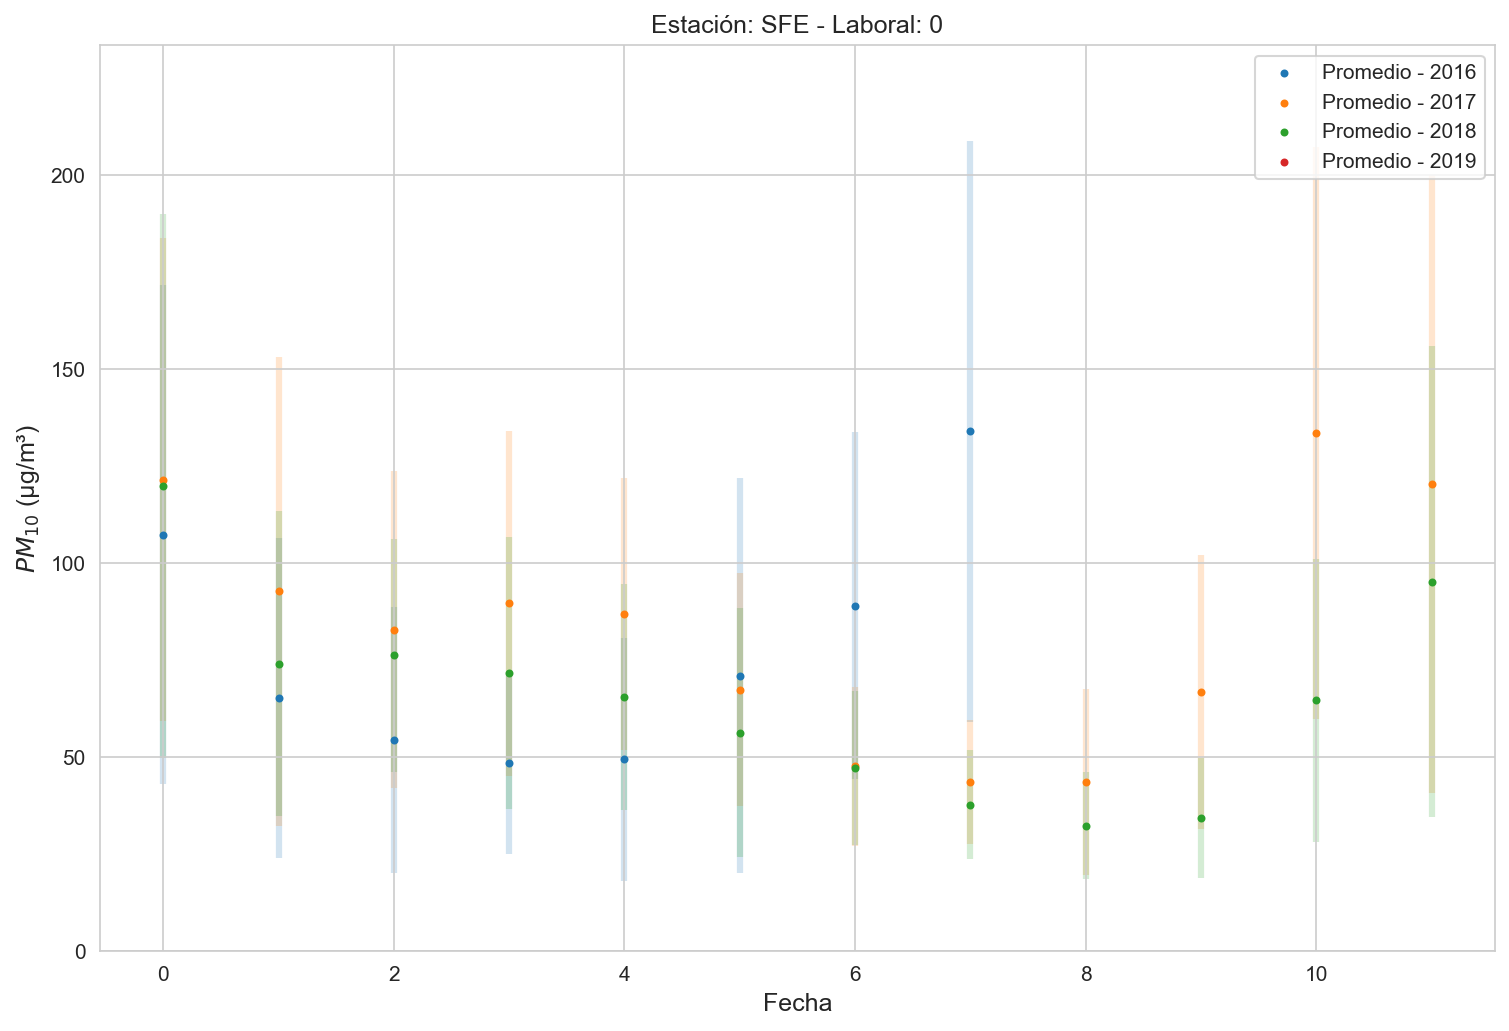 Estación: SFE - Laboral: 0
Promedio - 2016
Promedio - 2017
Promedio - 2018
Promedio - 2019
200
150
100
50
0
PM₁₀ (µg/m³)
0 2 4 6 8 10
Fecha